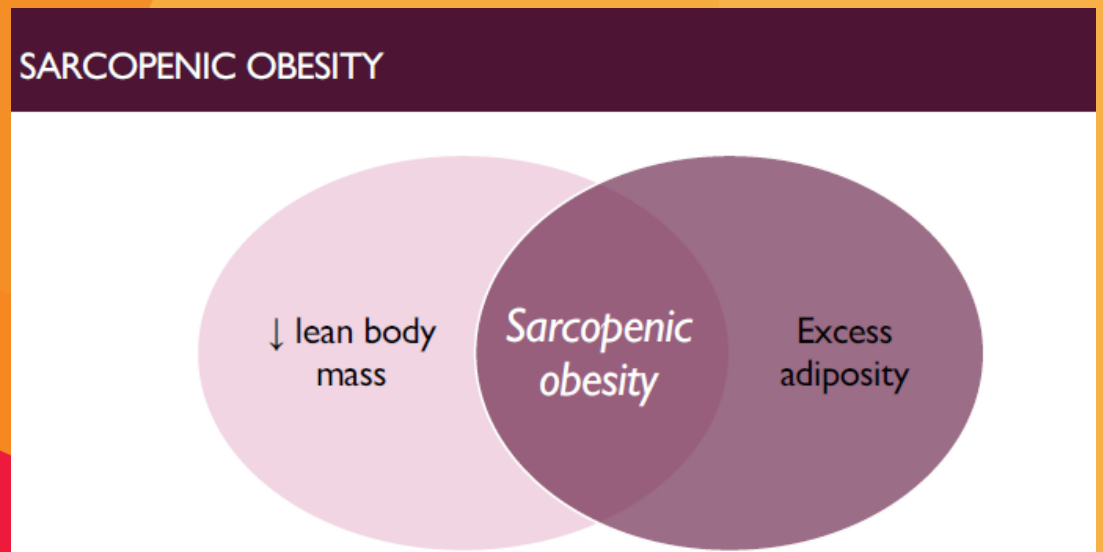 SARCOPENIC OBESITY
↓ lean body
mass
Sarcopenic
obesity
Excess
adiposity